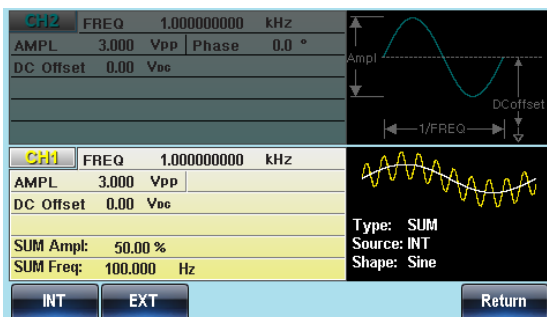 CH2 FREQ 1.000000000 kHz
AMPL 3.000 Vpp Phase 0.0 °
DC Offset 0.00 VDC
Ampl
DCoffset
1/FREQ
CH1 FREQ 1.000000000 kHz
AMPL 3.000 Vpp
DC Offset 0.00 VDC
SUM Ampl: 50.00 %
SUM Freq: 100.000 Hz
Type: SUM
Source: INT
Shape: Sine
INT EXT Return